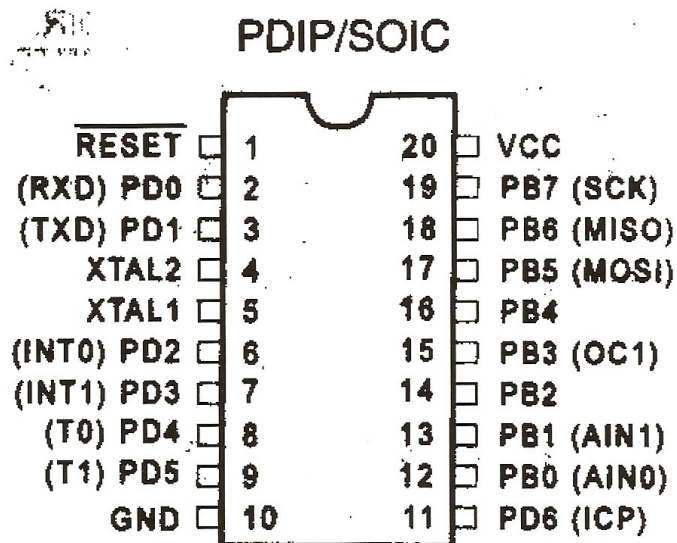 PDIP/SOIC
RESET 1 20 VCC
(RXD) PD0 2 19 PB7 (SCK)
(TXD) PD1 3 18 PB6 (MISO)
XTAL2 4 17 PB5 (MOSI)
XTAL1 5 16 PB4
(INT0) PD2 6 15 PB3 (OC1)
(INT1) PD3 7 14 PB2
(T0) PD4 8 13 PB1 (AIN1)
(T1) PD5 9 12 PB0 (AIN0)
GND 10 11 PD6 (ICP)